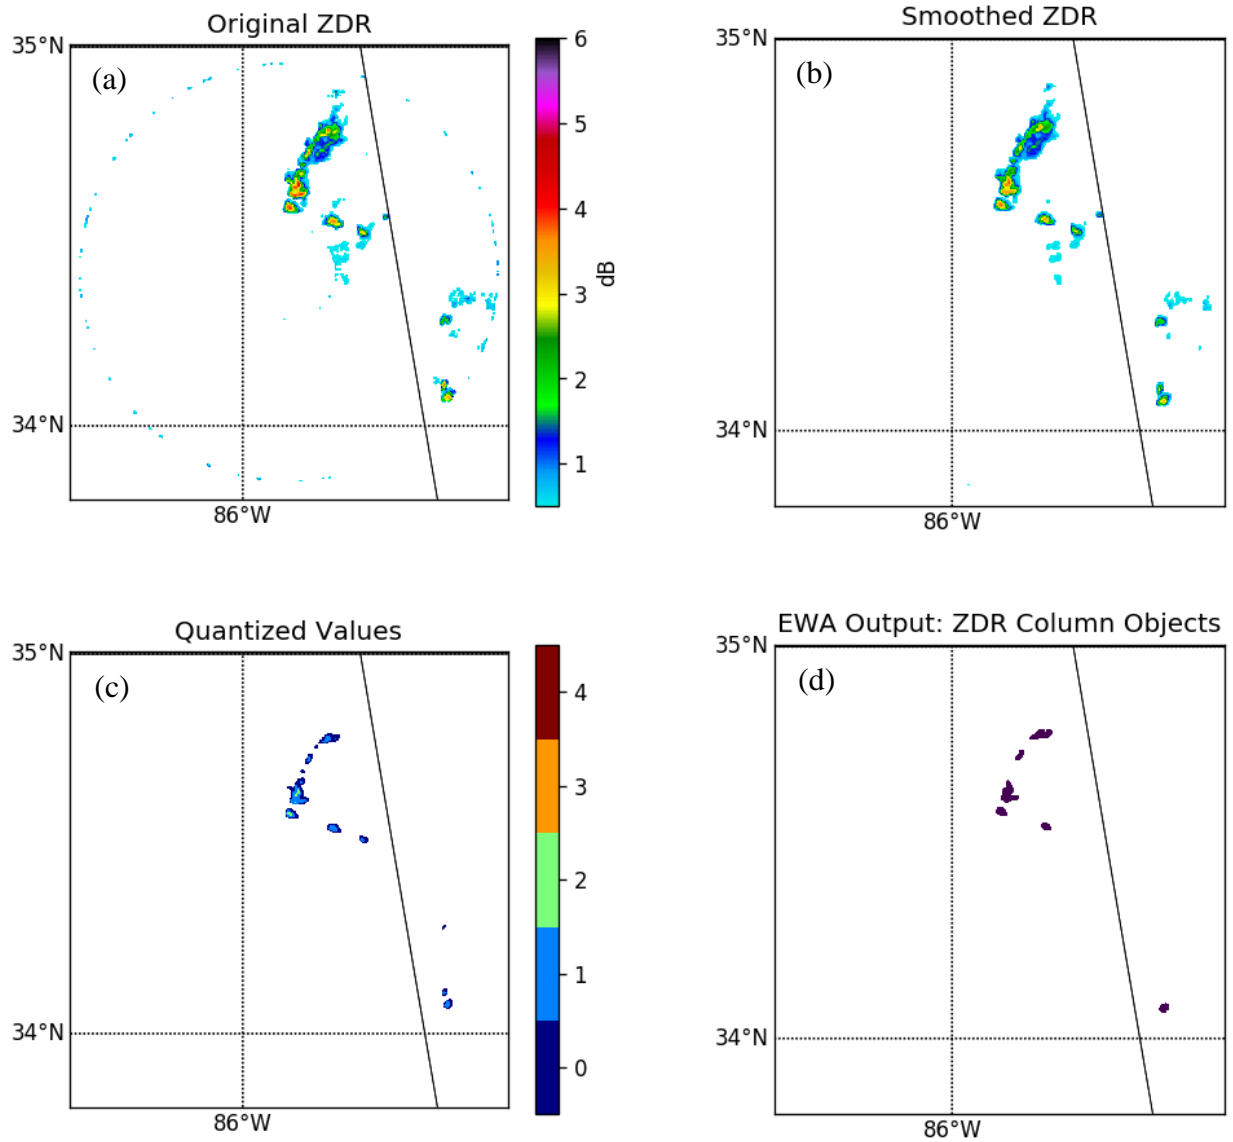 Original ZDR
(a)
35°N
34°N
86°W
6
5
4
3
2
1
dB
Smoothed ZDR
(b)
35°N
34°N
86°W
Quantized Values
(c)
35°N
34°N
86°W
4
3
2
1
0
EWA Output: ZDR Column Objects
(d)
35°N
34°N
86°W